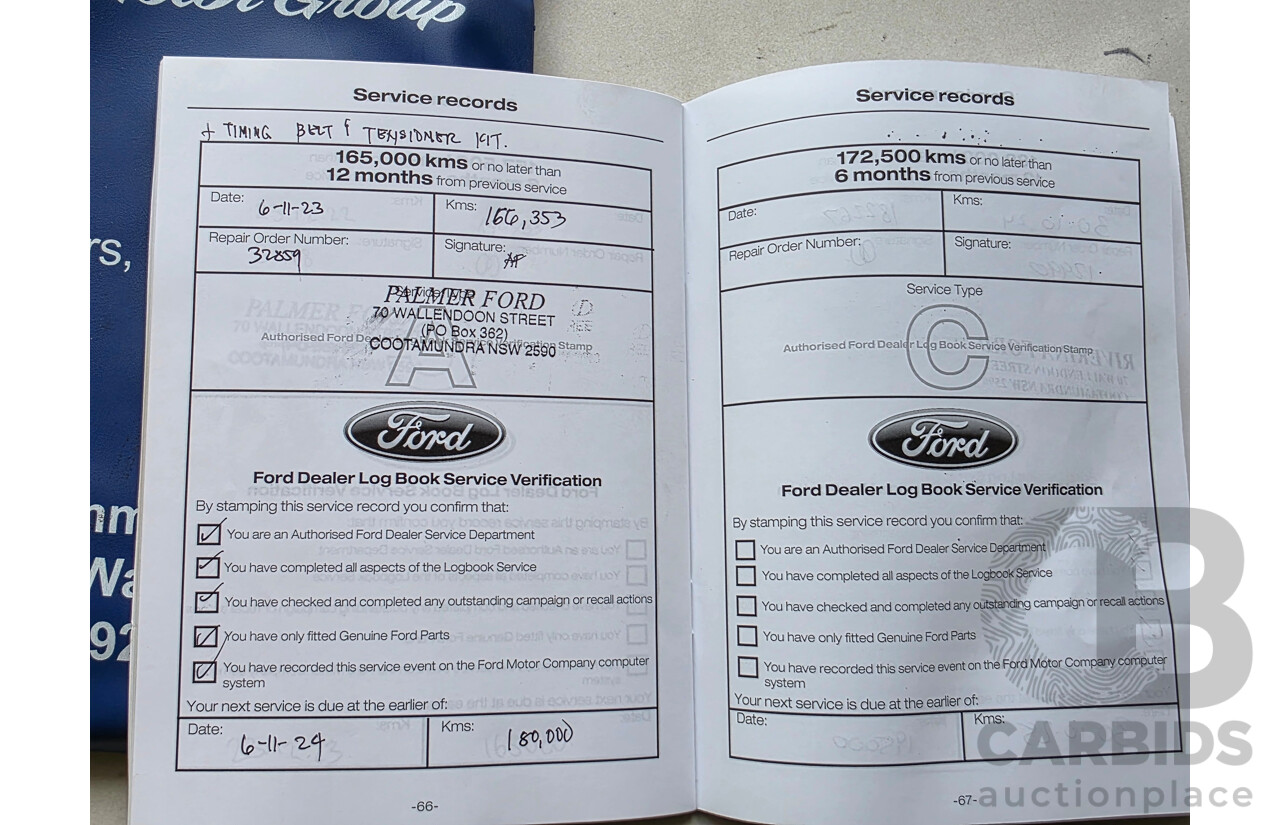 Group
rs,
92
Service records
+ TIMING BELT & TENSIONER KIT.
165,000 kms or no later than
12 months from previous service
Date: 6-11-23
Kms: 166,353
Repair Order Number: 32859
Signature:
Service Type
A
PALMER FORD
70 WALLENDOON STREET
(PO Box 362)
COOTAMUNDRA NSW 2590
Authorised Ford Dealer Log Book Service Verification Stamp
Ford
Ford Dealer Log Book Service Verification
By stamping this service record you confirm that:
You are an Authorised Ford Dealer Service Department
You have completed all aspects of the Logbook Service
You have checked and completed any outstanding campaign or recall actions
You have only fitted Genuine Ford Parts
You have recorded this service event on the Ford Motor Company computer
system
Your next service is due at the earlier of:
Date: 6-11-24
Kms: 180,000
-66-
Service records
172,500 kms or no later than
6 months from previous service
Date:
Kms:
Repair Order Number:
Signature:
Service Type
C
Authorised Ford Dealer Log Book Service Verification Stamp
Ford
Ford Dealer Log Book Service Verification
By stamping this service record you confirm that:
You are an Authorised Ford Dealer Service Department
You have completed all aspects of the Logbook Service
You have checked and completed any outstanding campaign or recall actions
You have only fitted Genuine Ford Parts
You have recorded this service event on the Ford Motor Company computer
system
Your next service is due at the earlier of:
Date:
Kms:
-67-
CARBIDS
auctionplace